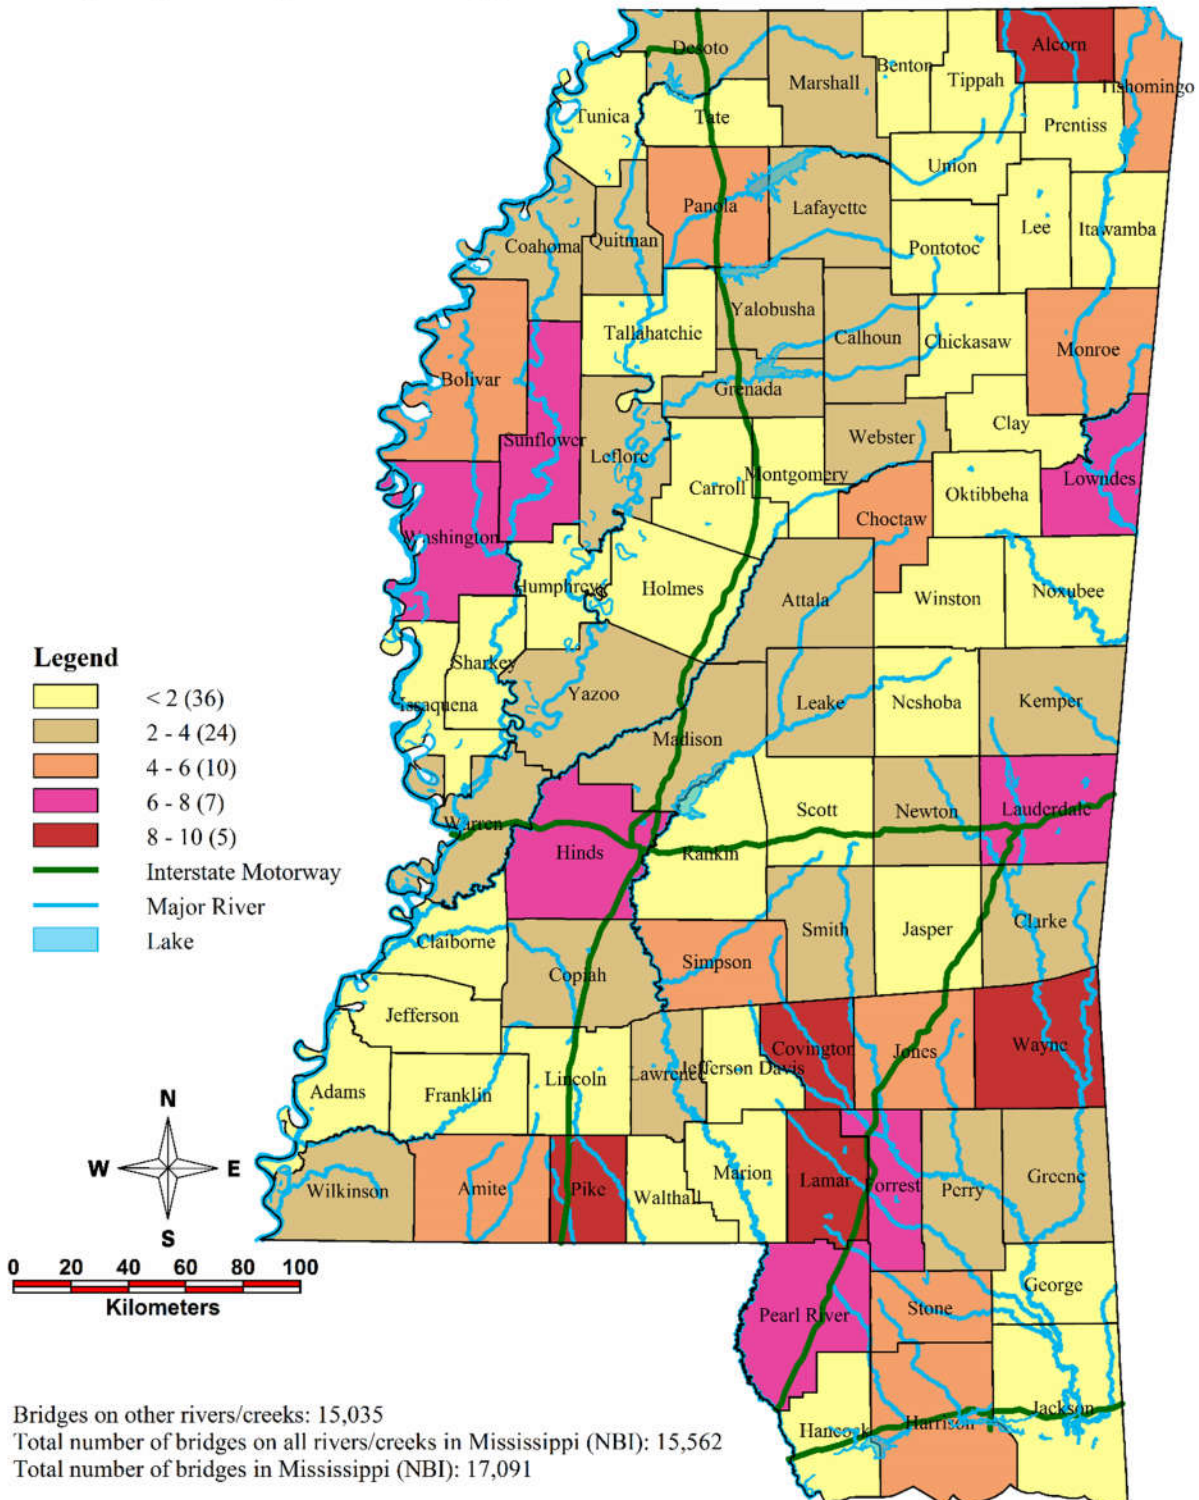 Desoto
Alcorn
Benton
Tippah
Marshall
Tishomingo
Tunica
Tate
Prentiss
Union
Panola
Lafayette
Coahoma
Quitman
Pontotoc
Lee
Itawamba
Yalobusha
Tallahatchie
Calhoun
Chickasaw
Monroe
Bolivar
Grenada
Sunflower
Leflore
Webster
Clay
Carroll
Montgomery
Oktibbeha
Lowndes
Choctaw
Washington
Humphreys
Holmes
Attala
Winston
Noxubee
Legend
< 2 (36)
2 - 4 (24)
4 - 6 (10)
6 - 8 (7)
8 - 10 (5)
Interstate Motorway
Major River
Lake
Sharkey
Issaquena
Yazoo
Leake
Neshoba
Kemper
Madison
Scott
Newton
Lauderdale
Warren
Hinds
Rankin
Claiborne
Copiah
Simpson
Smith
Jasper
Clarke
Jefferson
Covington
Jones
Wayne
Adams
Franklin
Lincoln
Lawrence
Jefferson Davis
Wilkinson
Amite
Pike
Walthall
Marion
Lamar
Forrest
Perry
Greene
N
W E
S
0 20 40 60 80 100
Kilometers
Pearl River
Stone
George
Hancock
Harrison
Jackson
Bridges on other rivers/creeks: 15,035
Total number of bridges on all rivers/creeks in Mississippi (NBI): 15,562
Total number of bridges in Mississippi (NBI): 17,091